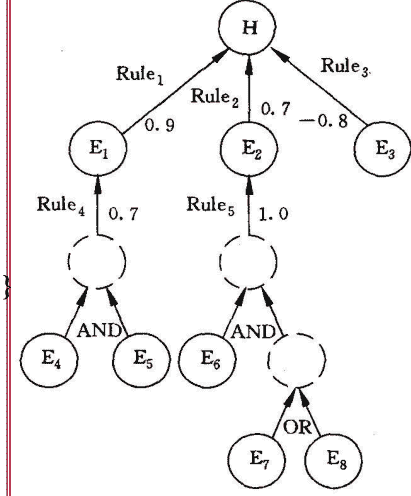 H
Rule₁
Rule₂
Rule₃
0.9
0.7
−0.8
E₁
E₂
E₃
Rule₄
0.7
Rule₅
1.0
AND
AND
E₄
E₅
E₆
OR
E₇
E₈